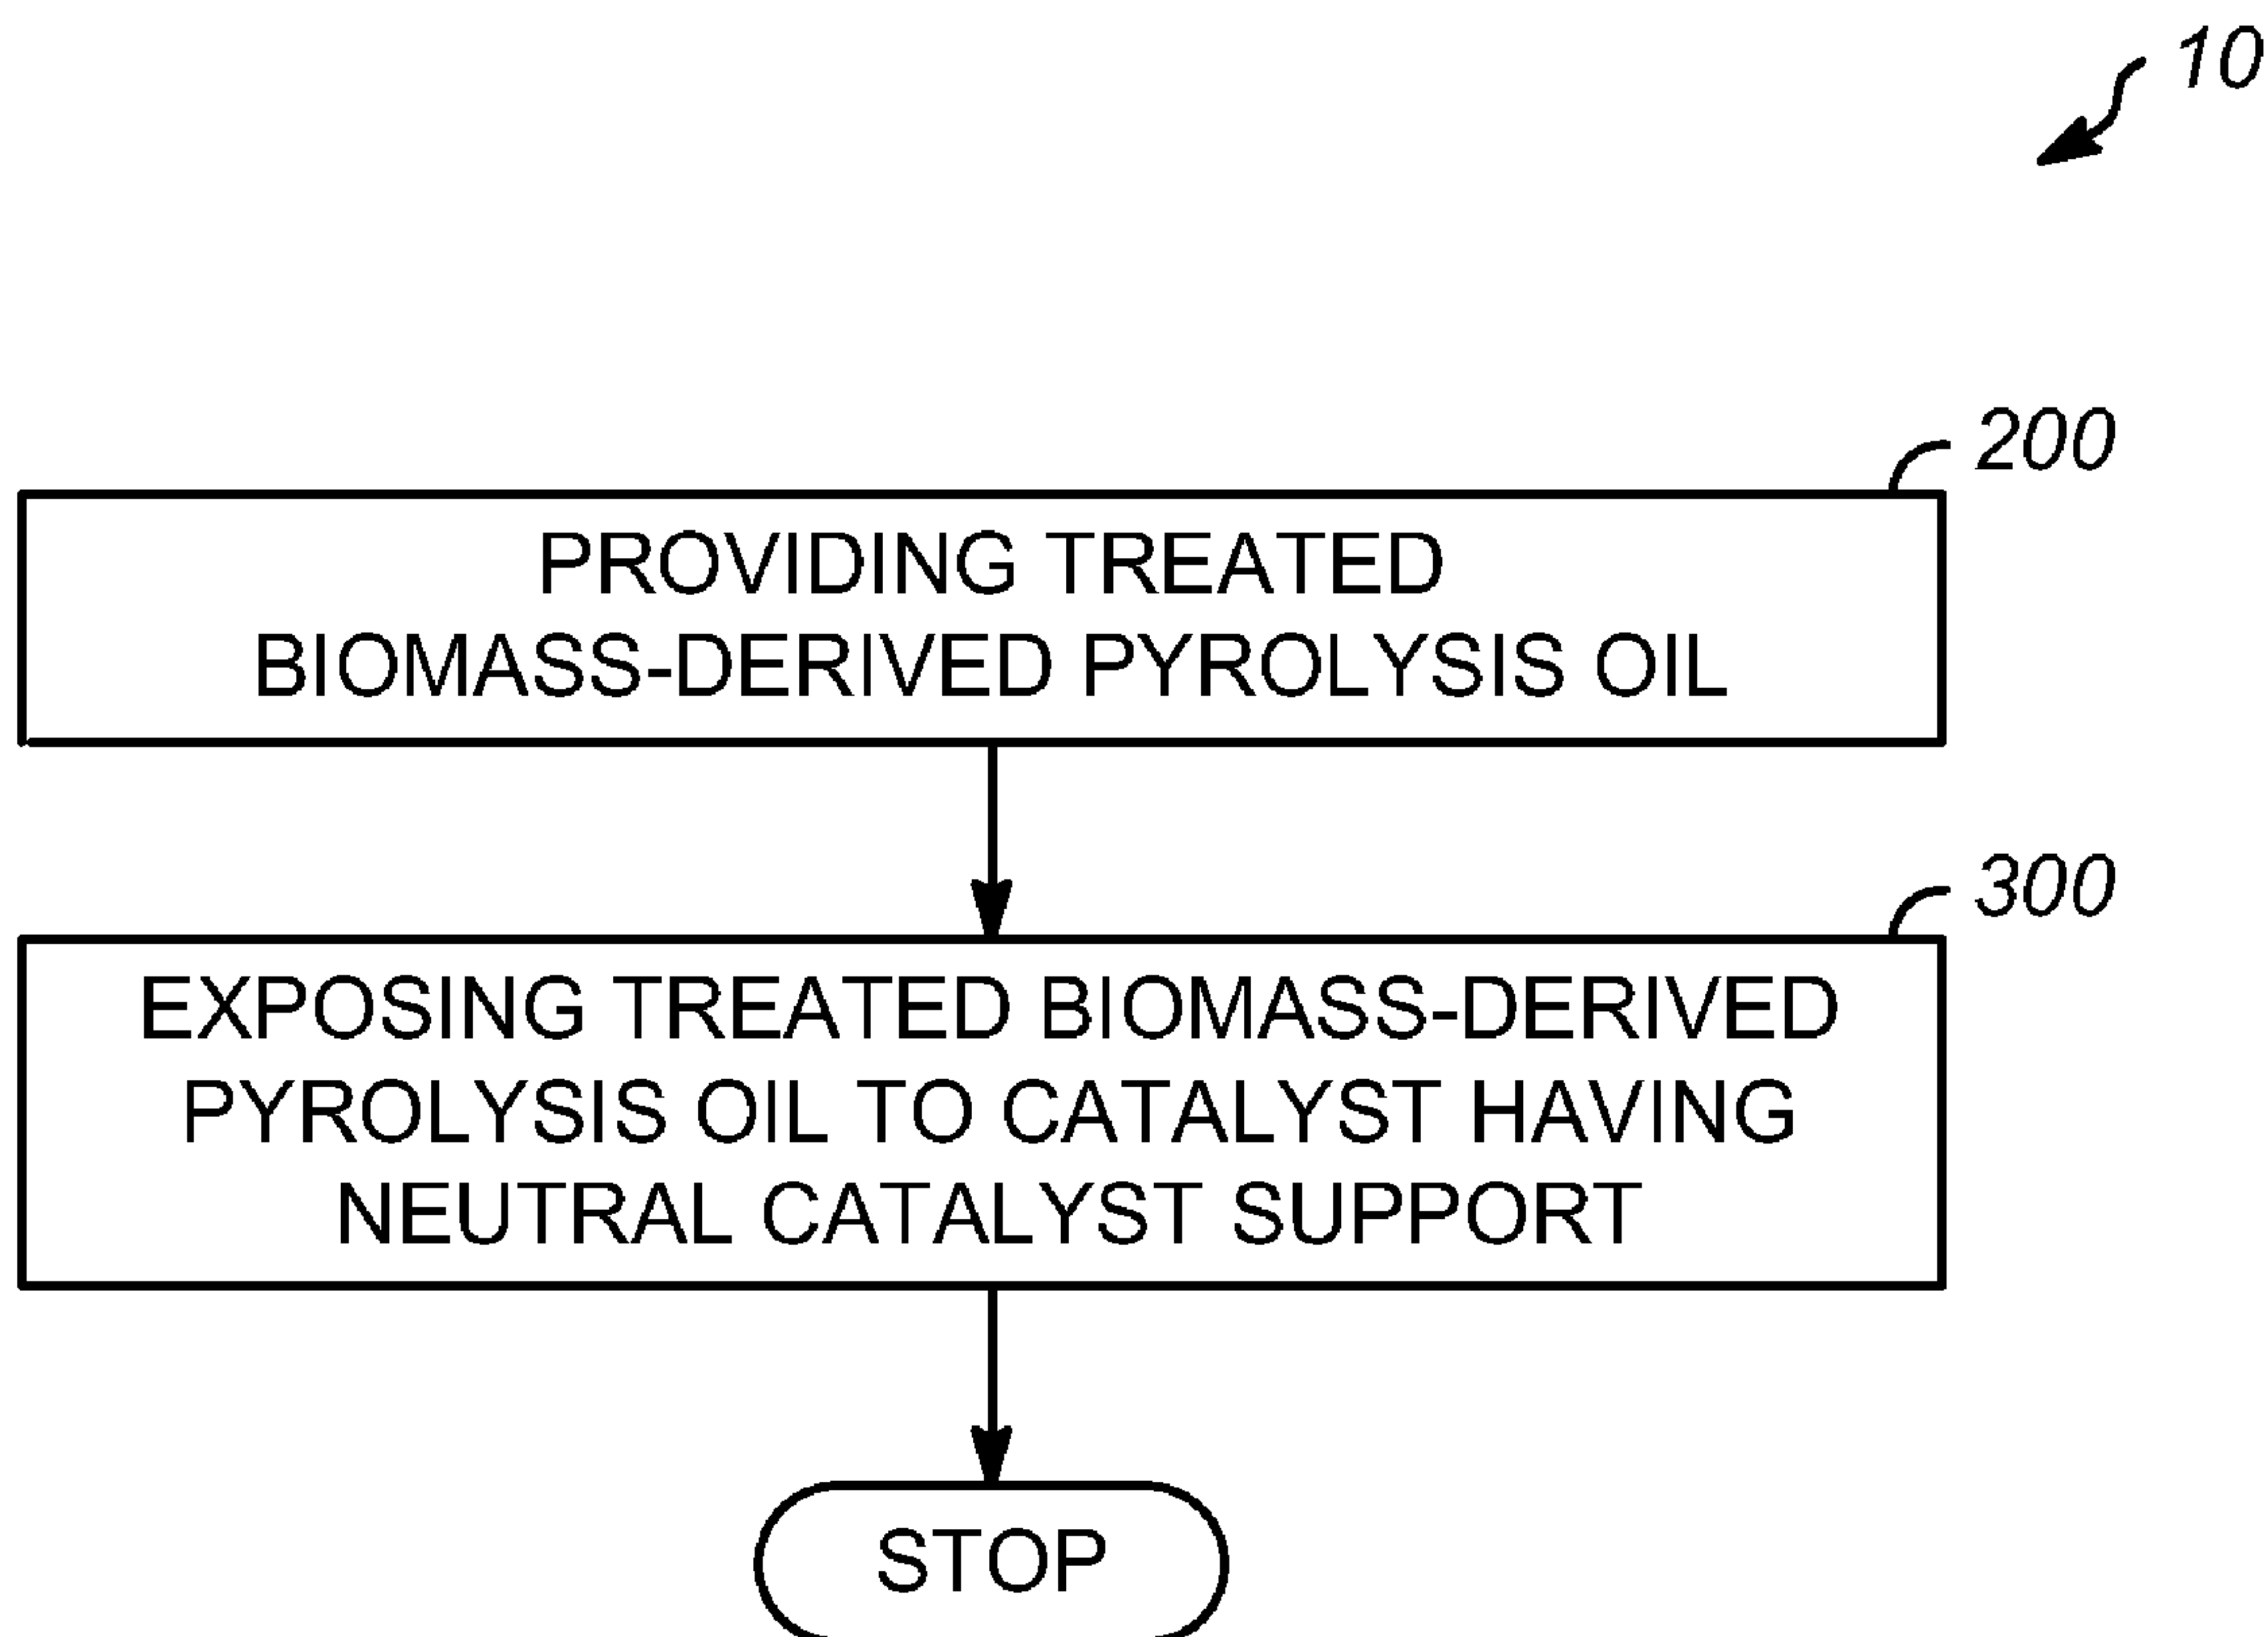 10
200
PROVIDING TREATED
BIOMASS-DERIVED PYROLYSIS OIL
300
EXPOSING TREATED BIOMASS-DERIVED
PYROLYSIS OIL TO CATALYST HAVING
NEUTRAL CATALYST SUPPORT
STOP